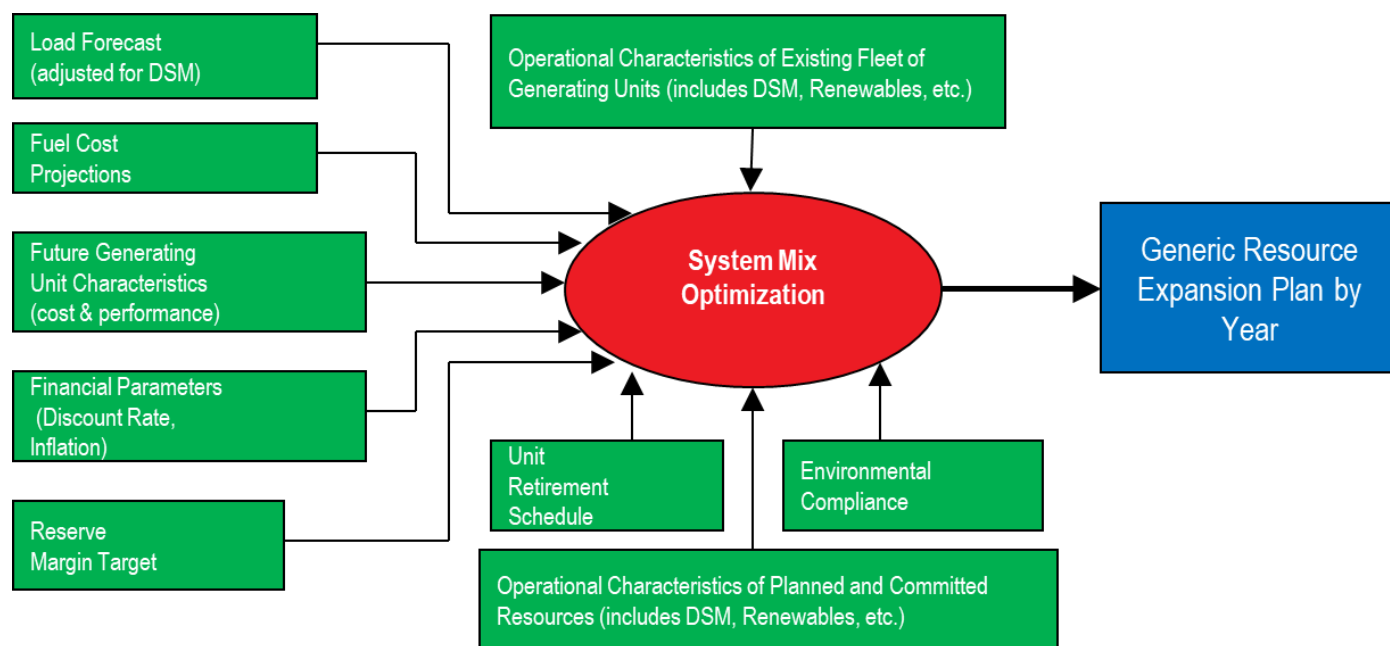 Load Forecast
(adjusted for DSM)
Operational Characteristics of Existing Fleet of
Generating Units (includes DSM, Renewables, etc.)
Fuel Cost
Projections
Future Generating
Unit Characteristics
(cost & performance)
System Mix
Optimization
Generic Resource
Expansion Plan by
Year
Financial Parameters
(Discount Rate,
Inflation)
Unit
Retirement
Schedule
Environmental
Compliance
Reserve
Margin Target
Operational Characteristics of Planned and Committed
Resources (includes DSM, Renewables, etc.)